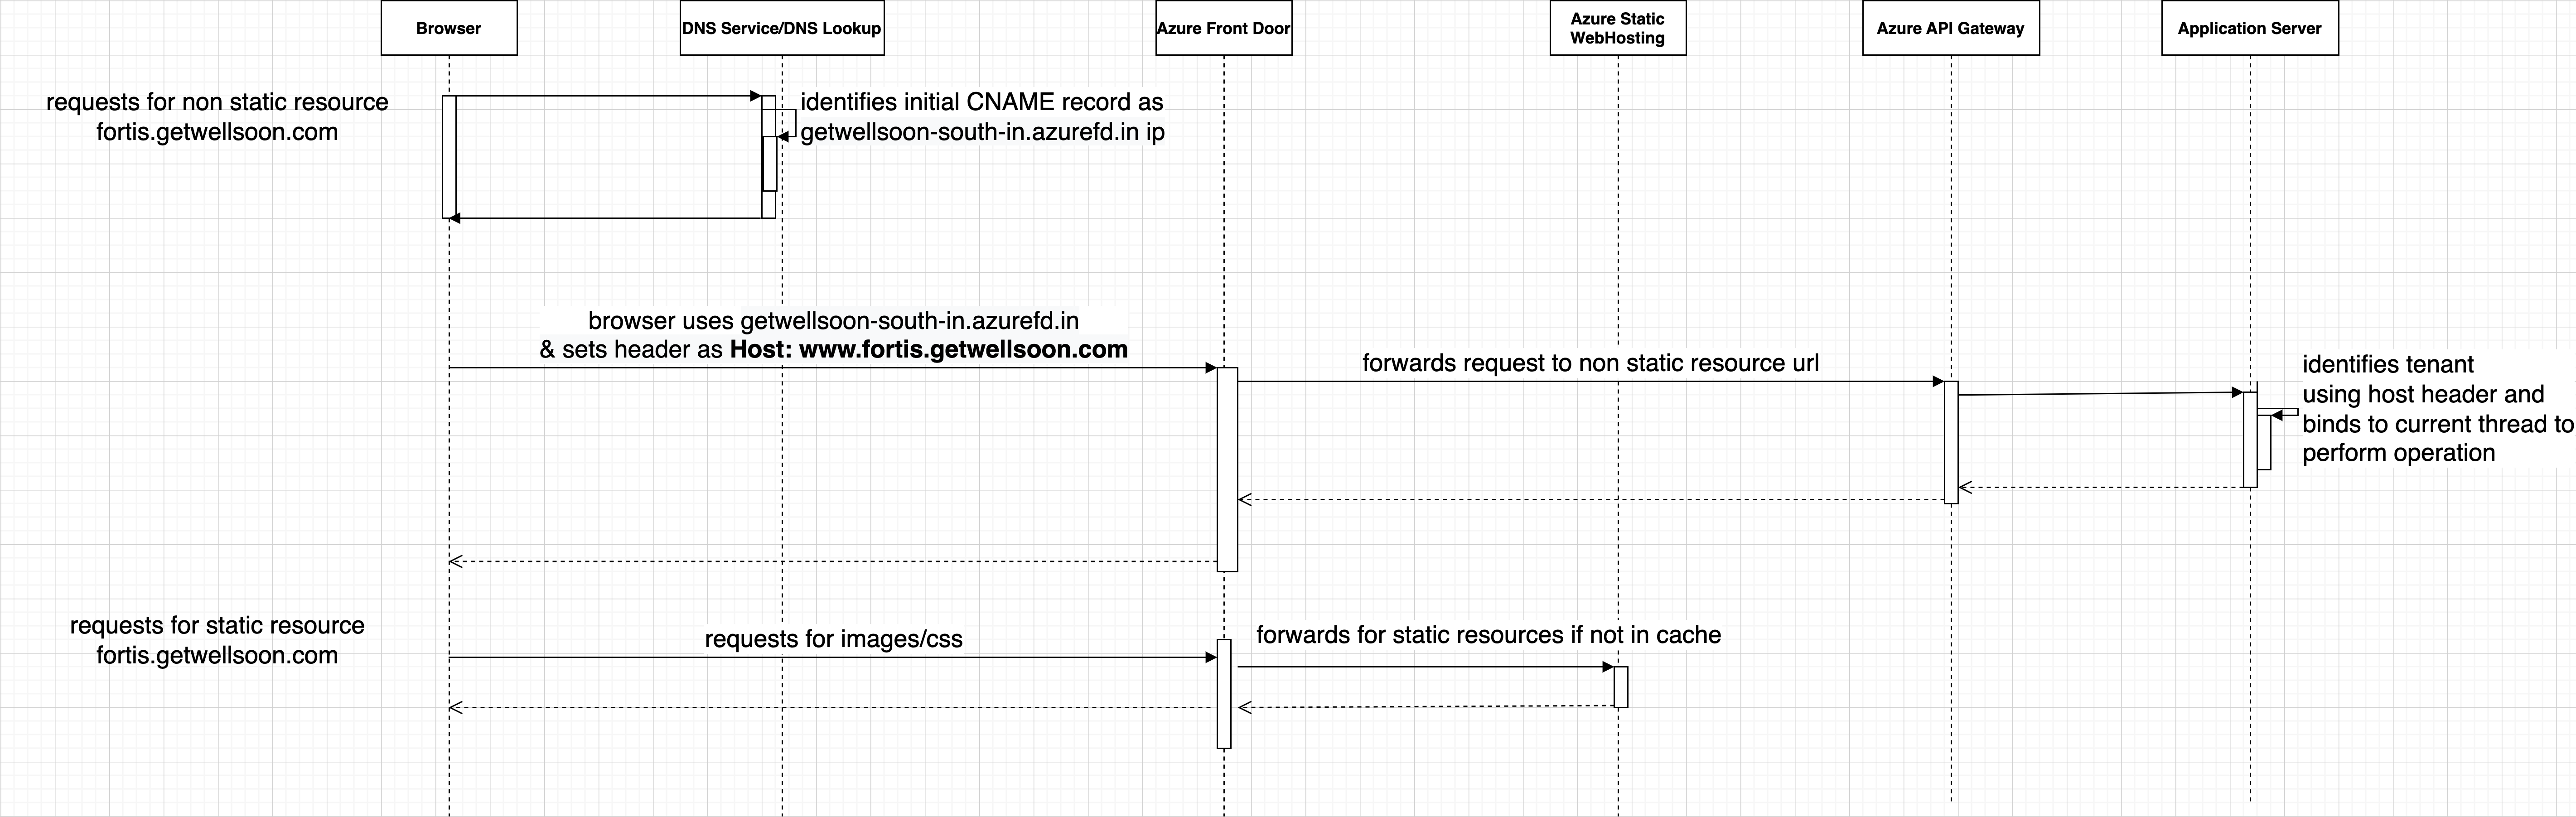 Browser
DNS Service/DNS Lookup
Azure Front Door
Azure Static
WebHosting
Azure API Gateway
Application Server
requests for non static resource
fortis.getwellsoon.com
identifies initial CNAME record as
getwellsoon-south-in.azurefd.in ip
browser uses getwellsoon-south-in.azurefd.in
& sets header as Host: www.fortis.getwellsoon.com
forwards request to non static resource url
identifies tenant
using host header and
binds to current thread to
perform operation
requests for static resource
fortis.getwellsoon.com
requests for images/css
forwards for static resources if not in cache